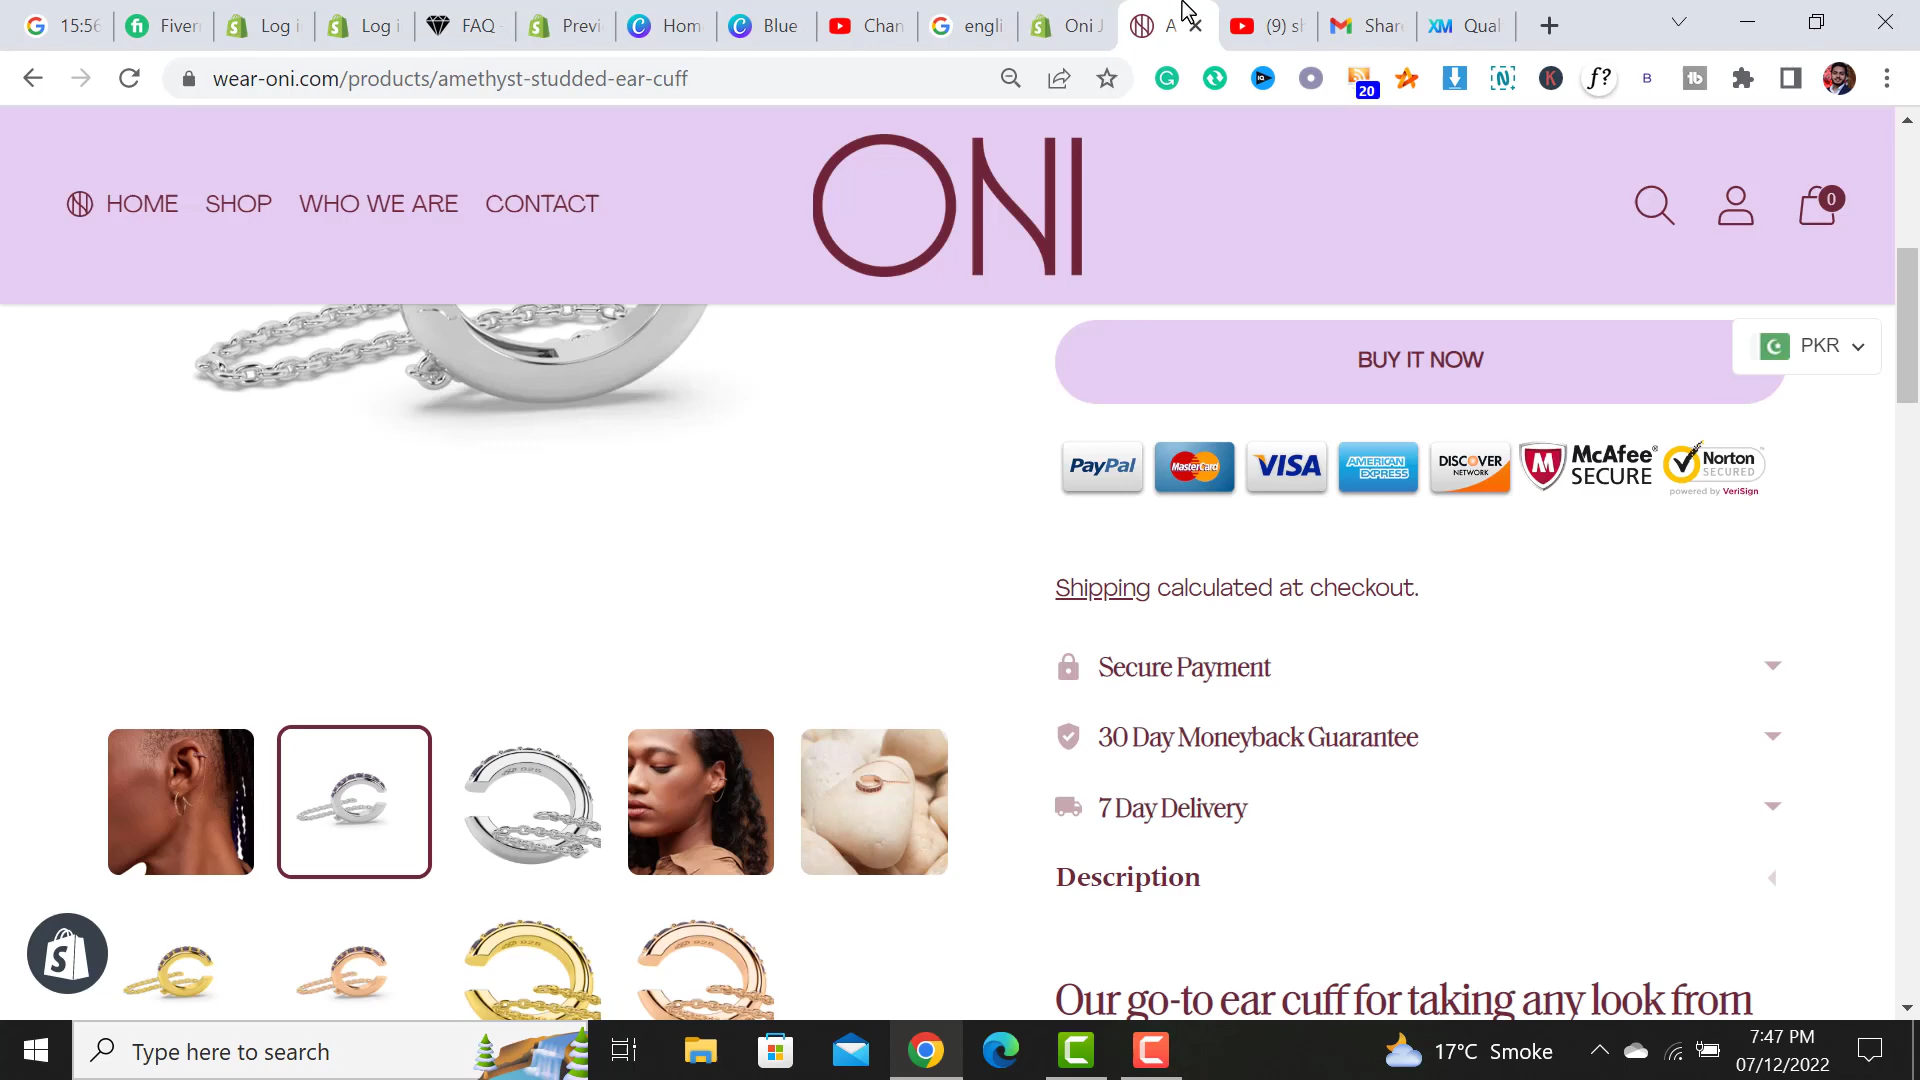 15:56
Fiverr
Log i
Log i
FAQ
Previ
Hom
Blue
Chan
engli
Oni J
A
(9) sh
Share
XM Qual
wear-oni.com/products/amethyst-studded-ear-cuff
20
f?
B
HOME SHOP WHO WE ARE CONTACT
ONI
0
BUY IT NOW
PKR
PayPal MasterCard VISA AMERICAN EXPRESS DISCOVER NETWORK McAfee SECURE Norton SECURED powered by VeriSign
Shipping calculated at checkout.
Secure Payment
30 Day Moneyback Guarantee
7 Day Delivery
Description
Our go-to ear cuff for taking any look from
Type here to search
17°C Smoke
7:47 PM
07/12/2022